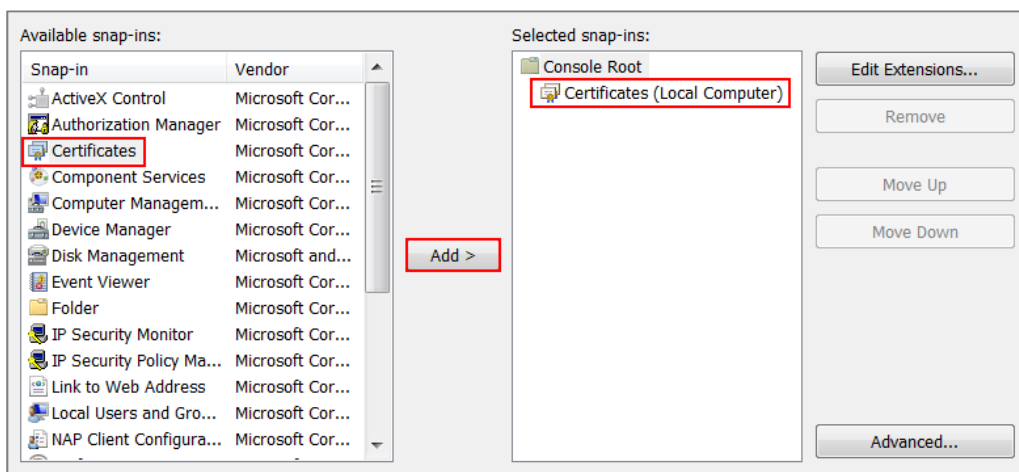 Available snap-ins:
Snap-in Vendor
ActiveX Control Microsoft Cor...
Authorization Manager Microsoft Cor...
Certificates Microsoft Cor...
Component Services Microsoft Cor...
Computer Managem... Microsoft Cor...
Device Manager Microsoft Cor...
Disk Management Microsoft and...
Event Viewer Microsoft Cor...
Folder Microsoft Cor...
IP Security Monitor Microsoft Cor...
IP Security Policy Ma... Microsoft Cor...
Link to Web Address Microsoft Cor...
Local Users and Gro... Microsoft Cor...
NAP Client Configura... Microsoft Cor...
Add >
Selected snap-ins:
Console Root
Certificates (Local Computer)
Edit Extensions...
Remove
Move Up
Move Down
Advanced...